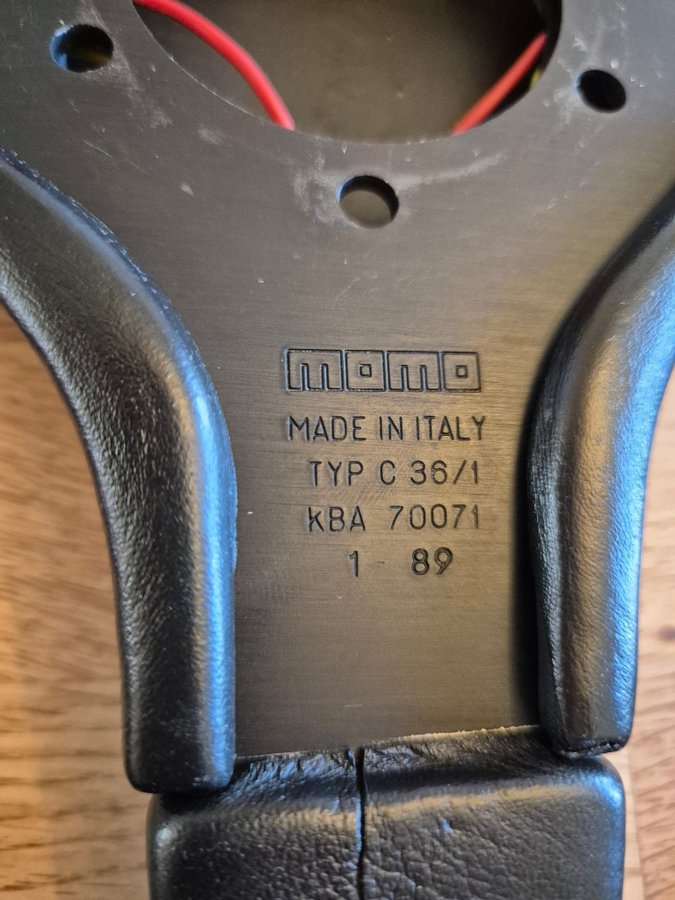 momo
MADE IN ITALY
TYP C 36/1
KBA 70071
1 89